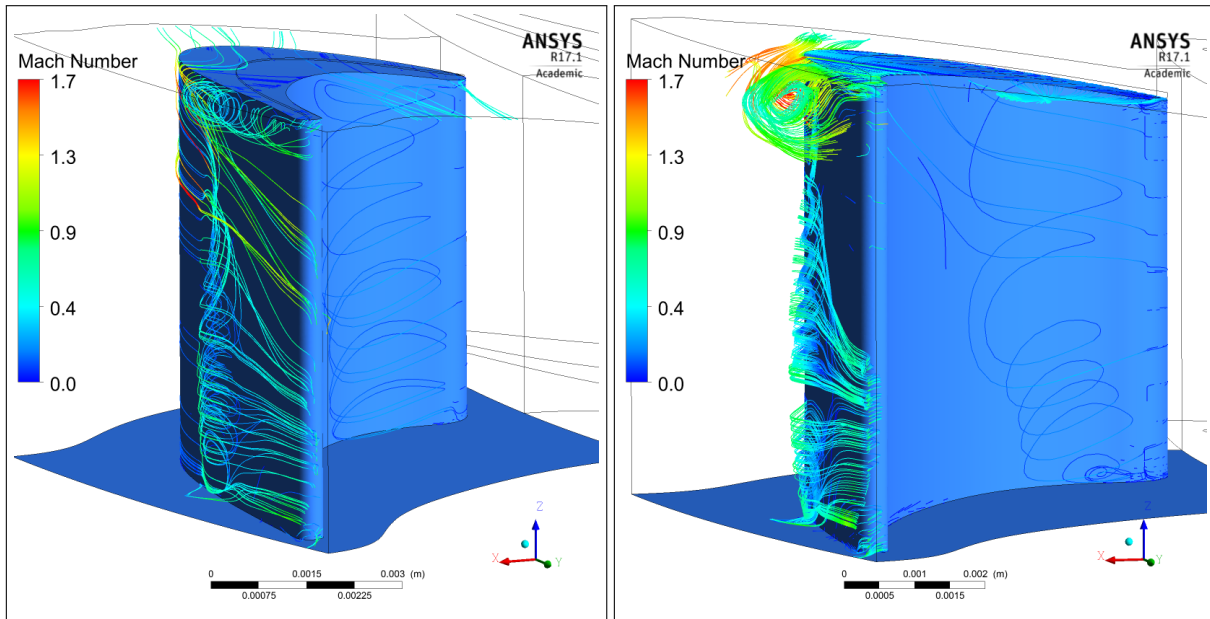 ANSYS
R17.1
Academic
Mach Number
1.7
1.3
0.9
0.4
0.0
Z
X
Y
0 0.0015 0.003 (m)
0.00075 0.00225
ANSYS
R17.1
Academic
Mach Number
1.7
1.3
0.9
0.4
0.0
Z
X
Y
0 0.001 0.002 (m)
0.0005 0.0015